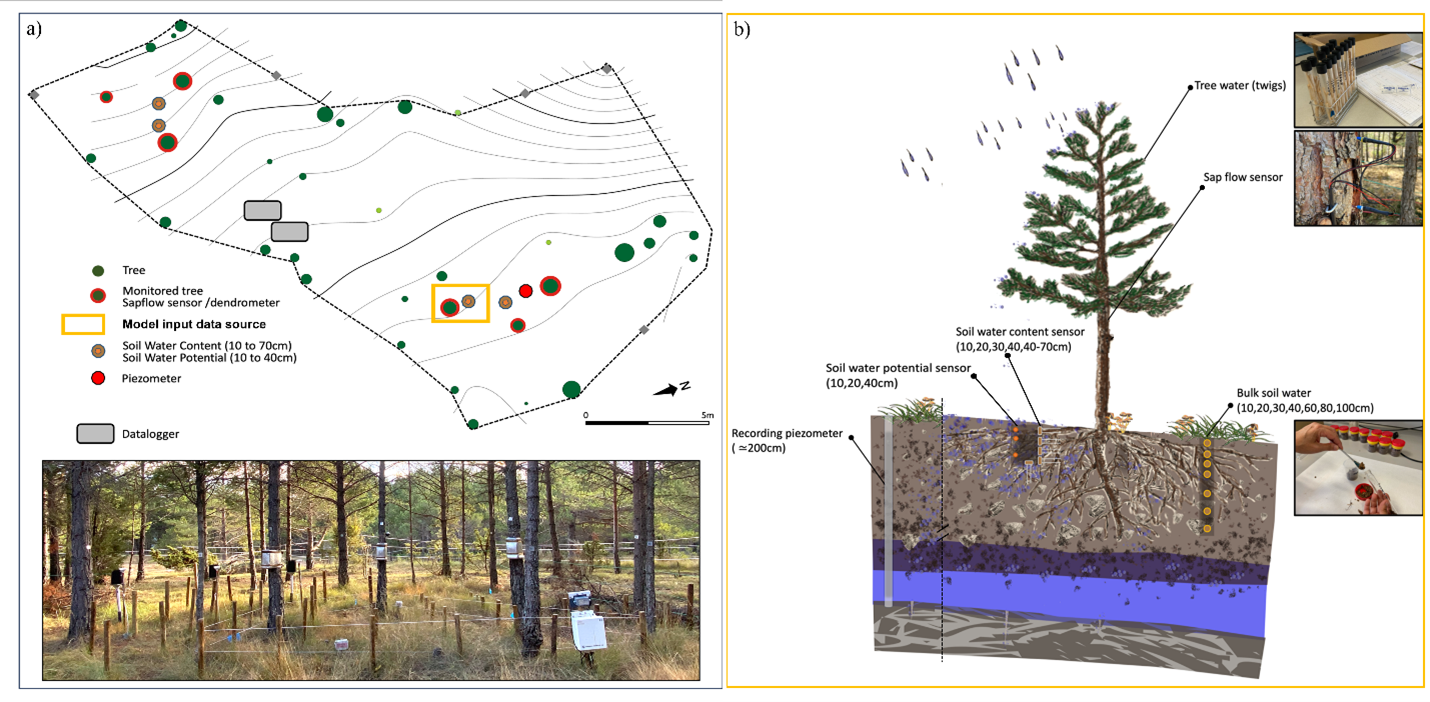 a)
Tree
Monitored tree
Sapflow sensor /dendrometer
Model input data source
Soil Water Content (10 to 70cm)
Soil Water Potential (10 to 40cm)
Piezometer
Datalogger
N
0 5m
b)
Tree water (twigs)
Sap flow sensor
Soil water content sensor
(10,20,30,40,40-70cm)
Soil water potential sensor
(10,20,40cm)
Bulk soil water
(10,20,30,40,60,80,100cm)
Recording piezometer
( ≃200cm)